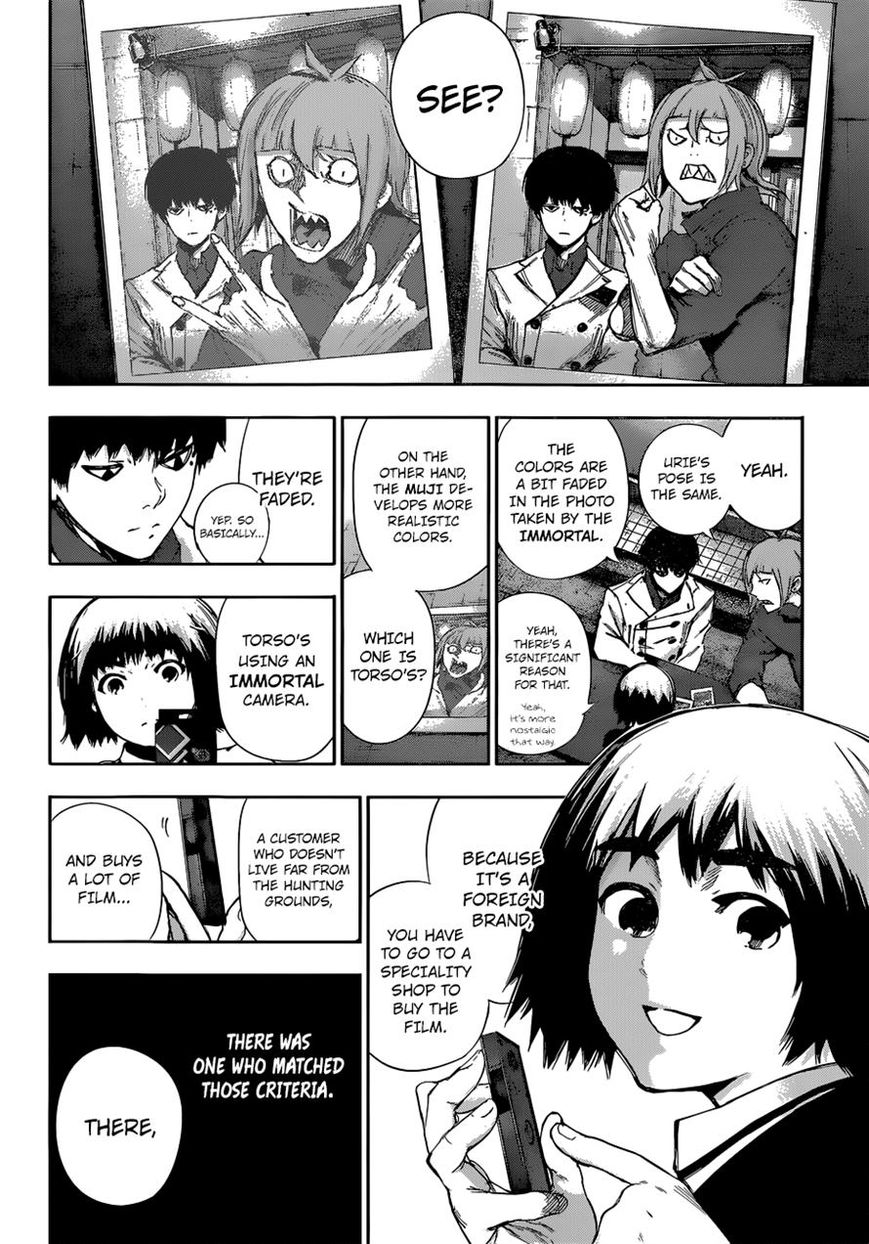 SEE?
YEAH.
URIE'S
POSE IS
THE SAME.
THE
COLORS ARE
A BIT FADED
IN THE PHOTO
TAKEN BY THE
IMMORTAL.
YEAH,
THERE'S A
SIGNIFICANT
REASON
FOR THAT.
Yeah,
it's more
nostalgic
that way
ON THE
OTHER HAND,
THE MUJI DE-
VELOPS MORE
REALISTIC
COLORS.
WHICH
ONE IS
TORSO'S?
THEY'RE
FADED.
YEP. SO
BASICALLY...
TORSO'S
USING AN
IMMORTAL
CAMERA.
BECAUSE
IT'S A
FOREIGN
BRAND,
YOU HAVE
TO GO TO A
SPECIALITY
SHOP TO
BUY THE
FILM.
A CUSTOMER
WHO DOESN'T
LIVE FAR FROM
THE HUNTING
GROUNDS,
AND BUYS
A LOT OF
FILM...
THERE WAS
ONE WHO MATCHED
THOSE CRITERIA.
THERE,